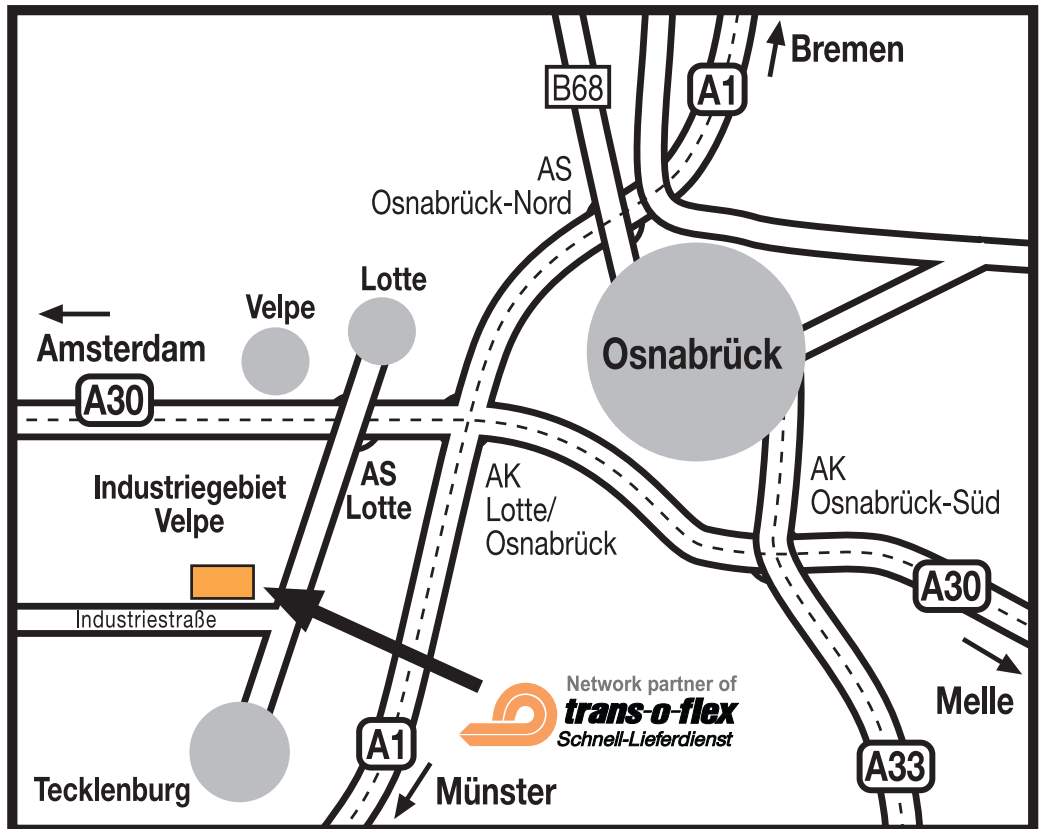 Bremen
B68
A1
AS
Osnabrück-Nord
Lotte
Velpe
Amsterdam
Osnabrück
A30
Industriegebiet
Velpe
AS
Lotte
AK
Lotte/
Osnabrück
AK
Osnabrück-Süd
A30
Industriestraße
Network partner of
trans-o-flex
Schnell-Lieferdienst
Melle
A1
A33
Tecklenburg
Münster